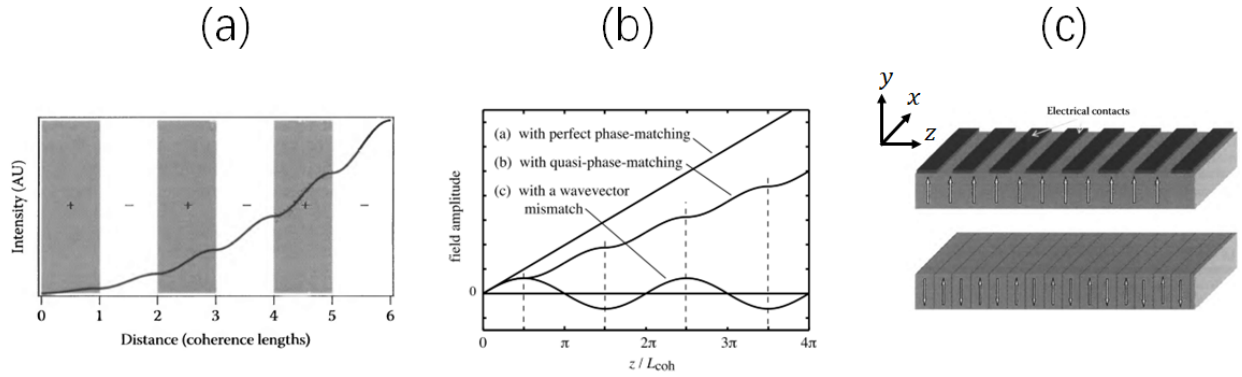 (a)
Intensity (AU)
+ − + − + −
0 1 2 3 4 5 6
Distance (coherence lengths)
(b)
field amplitude
(a) with perfect phase-matching
(b) with quasi-phase-matching
(c) with a wavevector
mismatch
0
0 π 2π 3π 4π
z / Lcoh
(c)
y
x
z
Electrical contacts